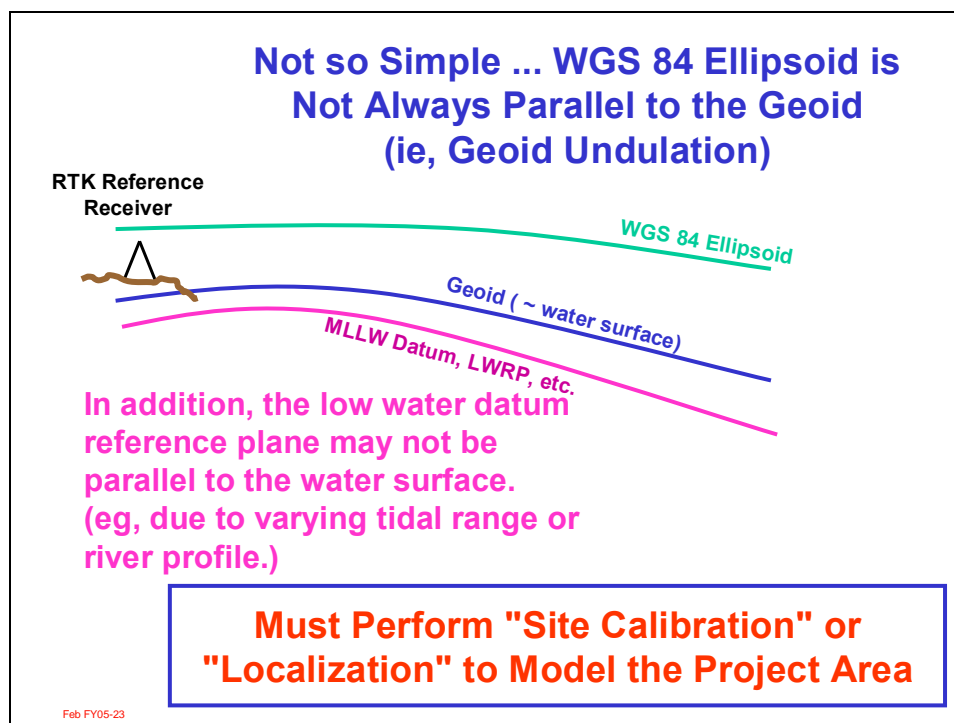 Not so Simple ... WGS 84 Ellipsoid is
Not Always Parallel to the Geoid
(ie, Geoid Undulation)
RTK Reference
Receiver
WGS 84 Ellipsoid
Geoid ( ~ water surface)
MLLW Datum, LWRP, etc.
In addition, the low water datum
reference plane may not be
parallel to the water surface.
(eg, due to varying tidal range or
river profile.)
Must Perform "Site Calibration" or
"Localization" to Model the Project Area
Feb FY05-23